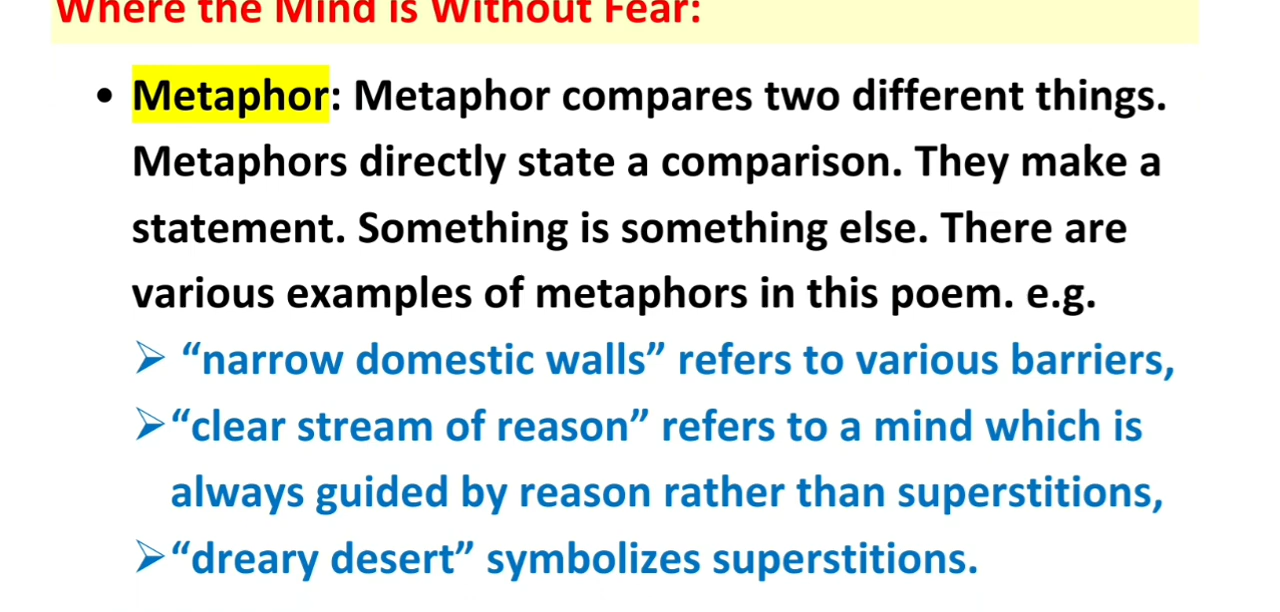 Where the Mind is Without Fear:
• Metaphor: Metaphor compares two different things.
Metaphors directly state a comparison. They make a
statement. Something is something else. There are
various examples of metaphors in this poem. e.g.
➢ “narrow domestic walls” refers to various barriers,
➢ “clear stream of reason” refers to a mind which is
always guided by reason rather than superstitions,
➢ “dreary desert” symbolizes superstitions.